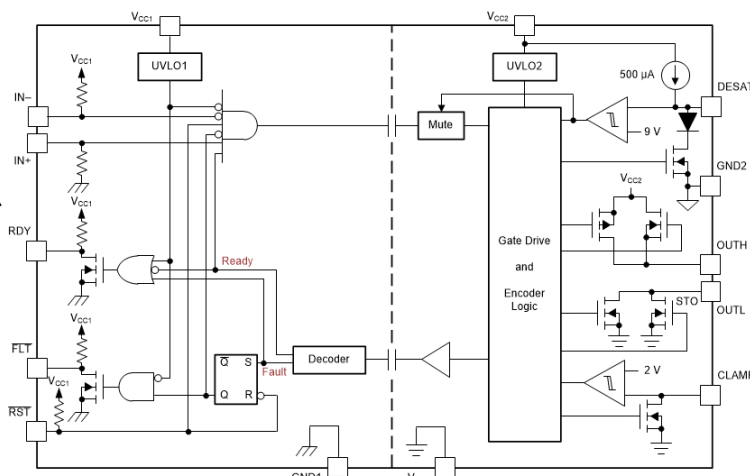 VCC1
VCC2
VCC1
UVLO1
UVLO2
500 µA
DESAT
IN–
Mute
9 V
IN+
GND2
VCC1
VCC2
RDY
Gate Drive
and
Encoder
Logic
OUTH
Ready
OUTL
STO
VCC1
FLT
Q S
Decoder
Fault
2 V
VCC1
Q R
CLAMP
RST
GND1
V